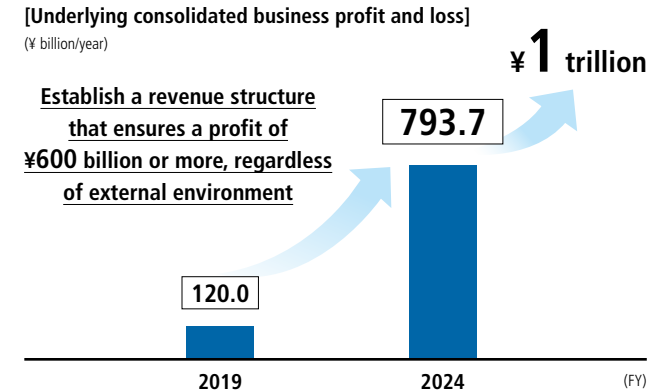 [Underlying consolidated business profit and loss]
(¥ billion/year)
¥1 trillion
Establish a revenue structure
that ensures a profit of
¥600 billion or more, regardless
of external environment
793.7
120.0
2019
2024
(FY)